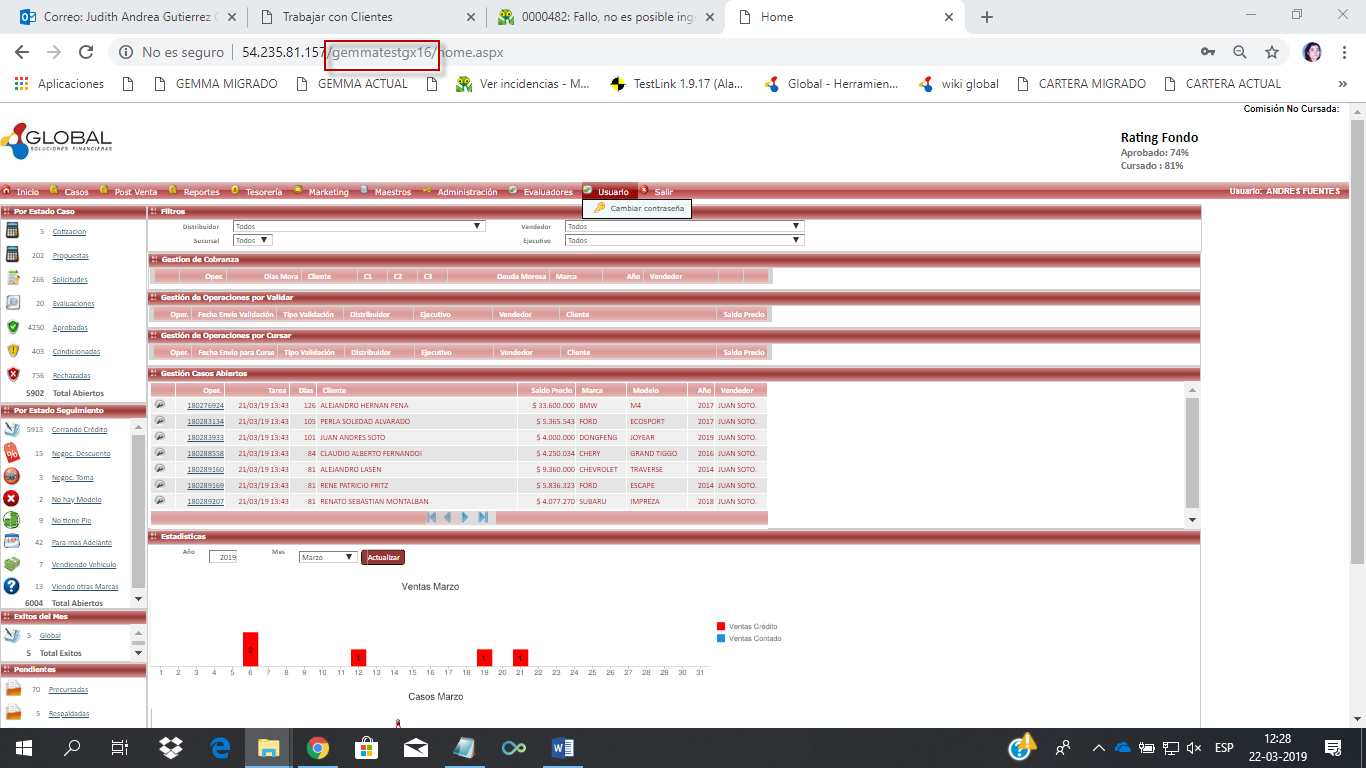 Correo: Judith Andrea Gutierrez C
Trabajar con Clientes
0000482: Fallo, no es posible ing
Home
No es seguro | 54.235.81.157/gemmatestgx16/home.aspx
Aplicaciones GEMMA MIGRADO GEMMA ACTUAL Ver incidencias - M... TestLink 1.9.17 (Ala... Global - Herramien... wiki global CARTERA MIGRADO CARTERA ACTUAL »
Comisión No Cursada:
GLOBAL
SOLUCIONES FINANCIERAS
Rating Fondo
Aprobado: 74%
Cursado : 81%
Inicio Casos Post Venta Reportes Tesorería Marketing Maestros Administración Evaluadores Usuario Salir Usuario: ANDRES FUENTES
Cambiar contraseña
Por Estado Caso
5 Cotizacion
202 Propuestas
266 Solicitudes
20 Evaluaciones
4250 Aprobadas
403 Condicionadas
756 Rechazadas
5902 Total Abiertos
Por Estado Seguimiento
5913 Cerrando Crédito
15 Negoc. Descuento
3 Negoc. Toma
2 No hay Modelo
9 No tiene Pie
42 Para mas Adelante
7 Vendiendo Vehiculo
13 Viendo otras Marcas
6004 Total Abiertos
Exitos del Mes
5 Global
5 Total Exitos
Pendientes
70 Precursadas
5 Respaldadas
Filtros
Distribuidor Todos Vendedor Todos
Sucursal Todos Ejecutivo Todos
Gestion de Cobranza
Oper. Dias Mora Cliente C1 C2 C3 Deuda Morosa Marca Año Vendedor
Gestión de Operaciones por Validar
Oper. Fecha Envío Validación Tipo Validación Distribuidor Ejecutivo Vendedor Cliente Saldo Precio
Gestión de Operaciones por Cursar
Oper. Fecha Envío para Curse Tipo Validación Distribuidor Ejecutivo Vendedor Cliente Saldo Precio
Gestión Casos Abiertos
Oper. Tarea Dias Cliente Saldo Precio Marca Modelo Año Vendedor
180276924 21/03/19 13:43 126 ALEJANDRO HERNAN PENA $ 33.600.000 BMW M4 2017 JUAN SOTO.
180283134 21/03/19 13:43 105 PERLA SOLEDAD ALVARADO $ 5.365.543 FORD ECOSPORT 2017 JUAN SOTO.
180283933 21/03/19 13:43 101 JUAN ANDRES SOTO $ 4.000.000 DONGFENG JOYEAR 2019 JUAN SOTO.
180288558 21/03/19 13:43 84 CLAUDIO ALBERTO FERNANDOI $ 4.250.034 CHERY GRAND TIGGO 2016 JUAN SOTO.
180289160 21/03/19 13:43 81 ALEJANDRO LASEN $ 9.360.000 CHEVROLET TRAVERSE 2014 JUAN SOTO.
180289169 21/03/19 13:43 81 RENE PATRICIO FRITZ $ 5.836.323 FORD ESCAPE 2014 JUAN SOTO.
180289207 21/03/19 13:43 81 RENATO SEBASTIAN MONTALBAN $ 4.077.270 SUBARU IMPREZA 2018 JUAN SOTO.
Estadísticas
Año 2019 Mes Marzo Actualizar
Ventas Marzo
Ventas Crédito
Ventas Contado
2 1 1 1
1 2 3 4 5 6 7 8 9 10 11 12 13 14 15 16 17 18 19 20 21 22 23 24 25 26 27 28 29 30 31
Casos Marzo
ESP
12:28
22-03-2019